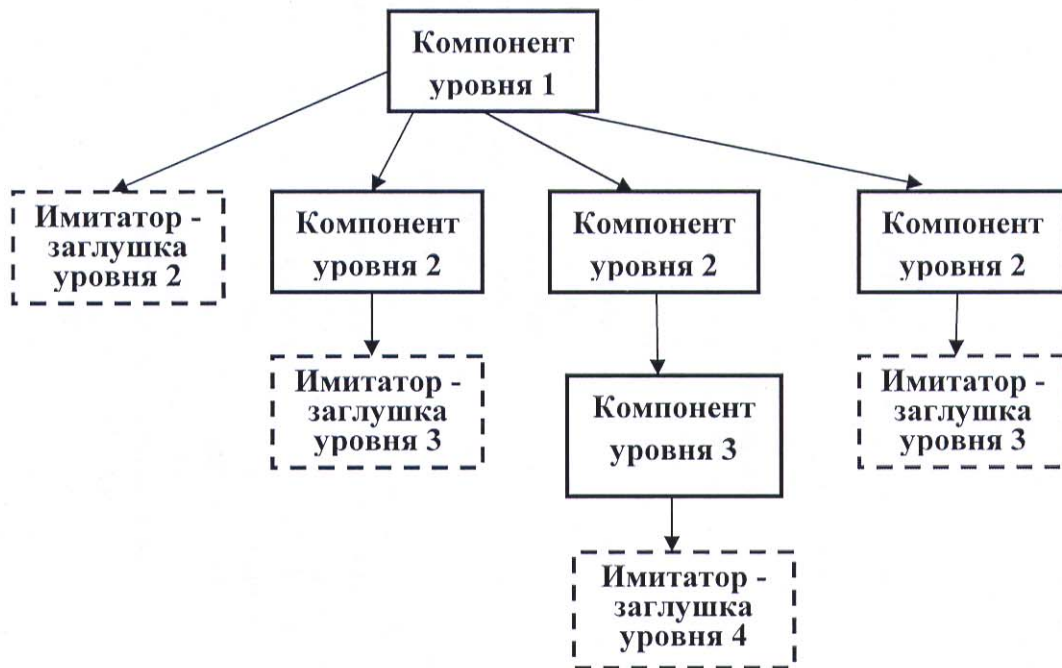 Компонент
уровня 1
Имитатор -
заглушка
уровня 2
Компонент
уровня 2
Компонент
уровня 2
Компонент
уровня 2
Имитатор -
заглушка
уровня 3
Компонент
уровня 3
Имитатор -
заглушка
уровня 3
Имитатор -
заглушка
уровня 4